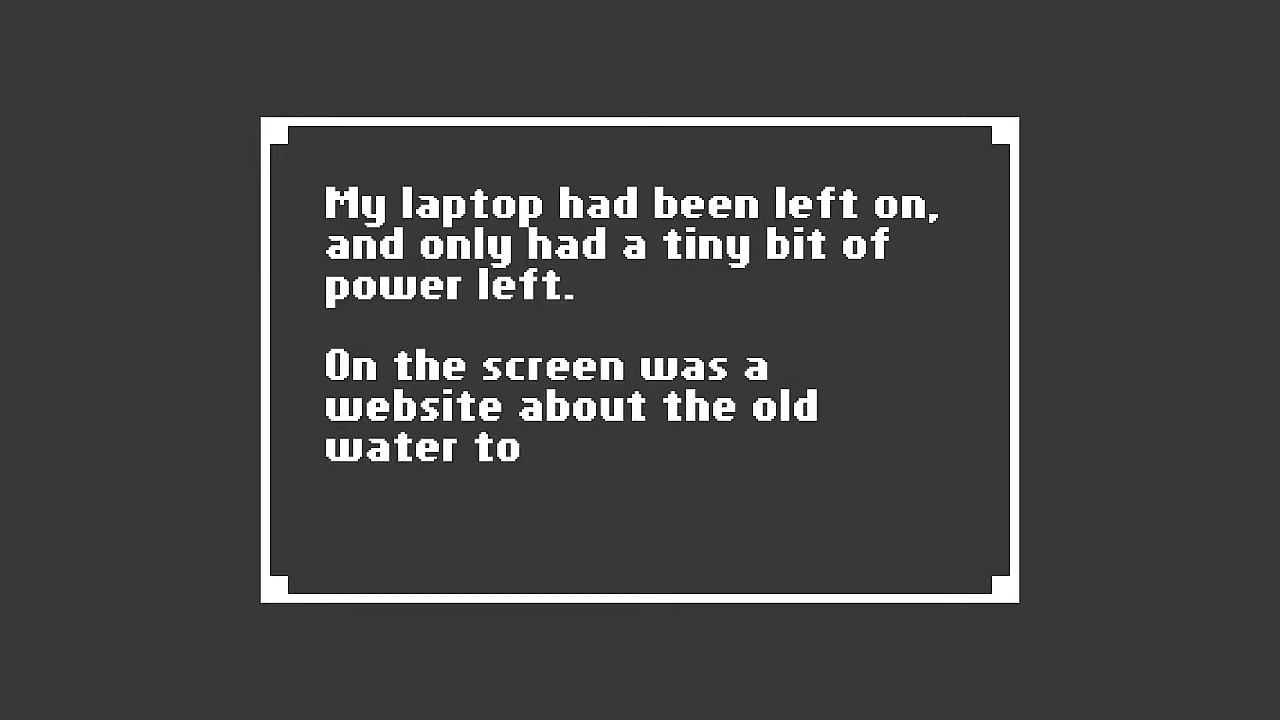 My laptop had been left on,
and only had a tiny bit of
power left.
On the screen was a
website about the old
water to